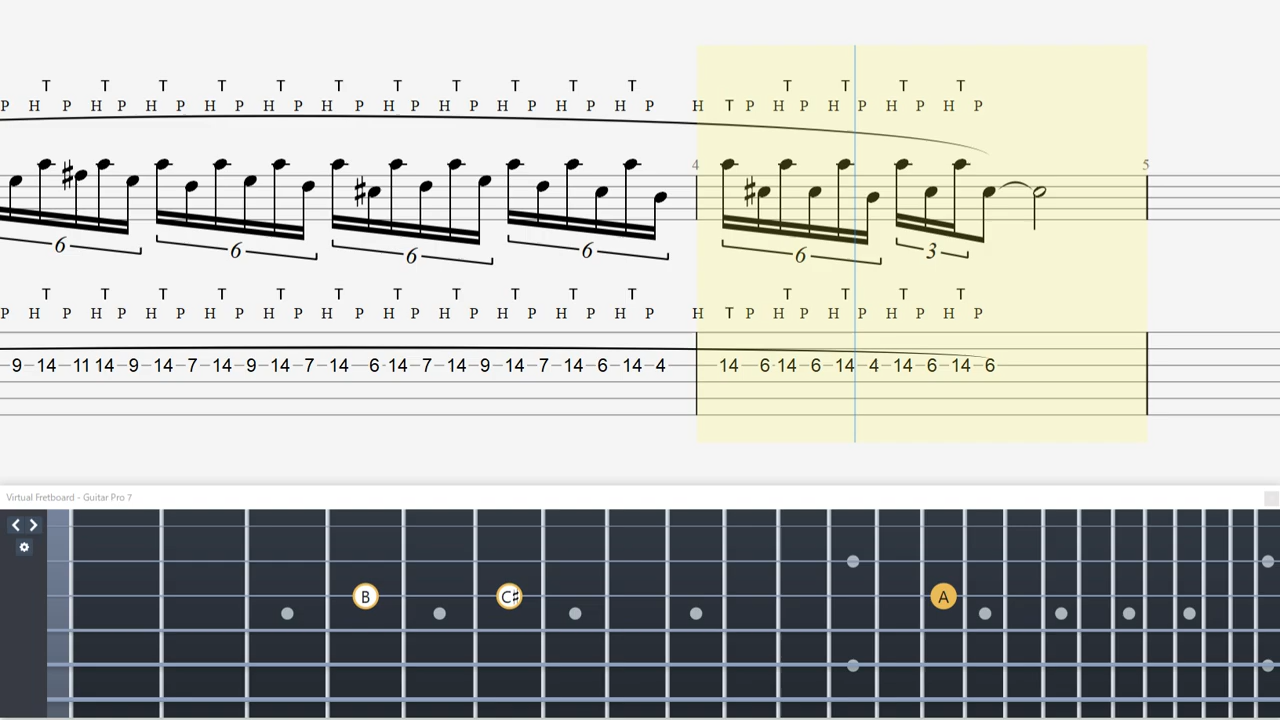 T T T T T T T T T T T T T T T
P H P H P H P H P H P H P H P H P H P H P H P H T P H P H P H P H P
4 5
♯ ♯ ♯
6 6 6 6 6 3
T T T T T T T T T T T T T T T
P H P H P H P H P H P H P H P H P H P H P H P H T P H P H P H P H P
9 14 11 14 9 14 7 14 9 14 7 14 6 14 7 14 9 14 7 14 6 14 4 14 6 14 6 14 4 14 6 14 6
Virtual Fretboard - Guitar Pro 7
B C♯ A